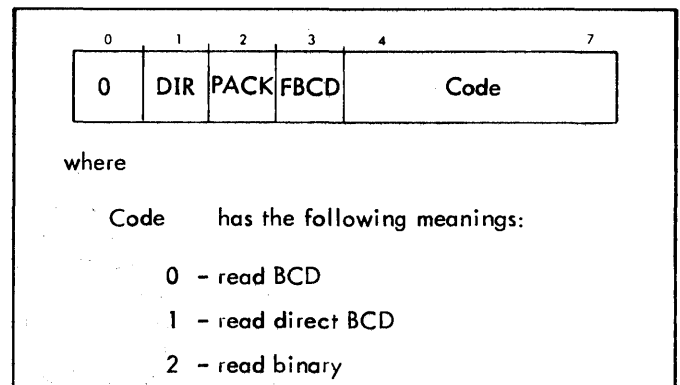 0 1 2 3 4 7
0 DIR PACK FBCD Code
where
Code has the following meanings:
0 - read BCD
1 - read direct BCD
2 - read binary